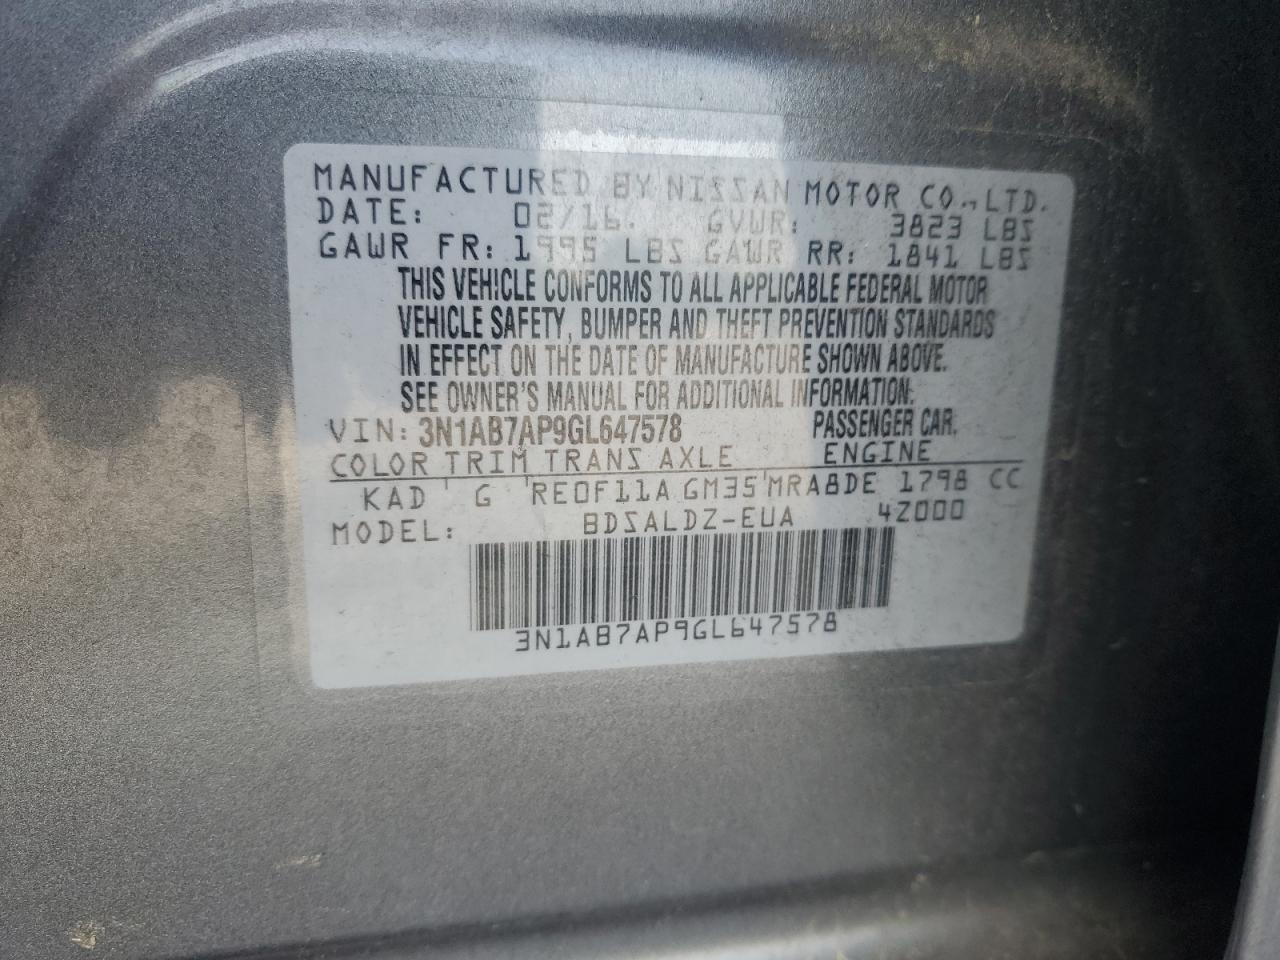 MANUFACTURED BY NISSAN MOTOR CO., LTD.
DATE: 02/16. GVWR: 3823 LBS
GAWR FR: 1995 LBS GAWR RR: 1841 LBS
THIS VEHICLE CONFORMS TO ALL APPLICABLE FEDERAL MOTOR
VEHICLE SAFETY, BUMPER AND THEFT PREVENTION STANDARDS
IN EFFECT ON THE DATE OF MANUFACTURE SHOWN ABOVE.
SEE OWNER'S MANUAL FOR ADDITIONAL INFORMATION.
VIN: 3N1AB7AP9GL647578 PASSENGER CAR.
COLOR TRIM TRANS AXLE ENGINE
KAD ' G 'RE0F11A GM35'MRA8DE 1798 CC
MODEL: BDSALDZ-EUA 4Z000
3N1AB7AP9GL647578